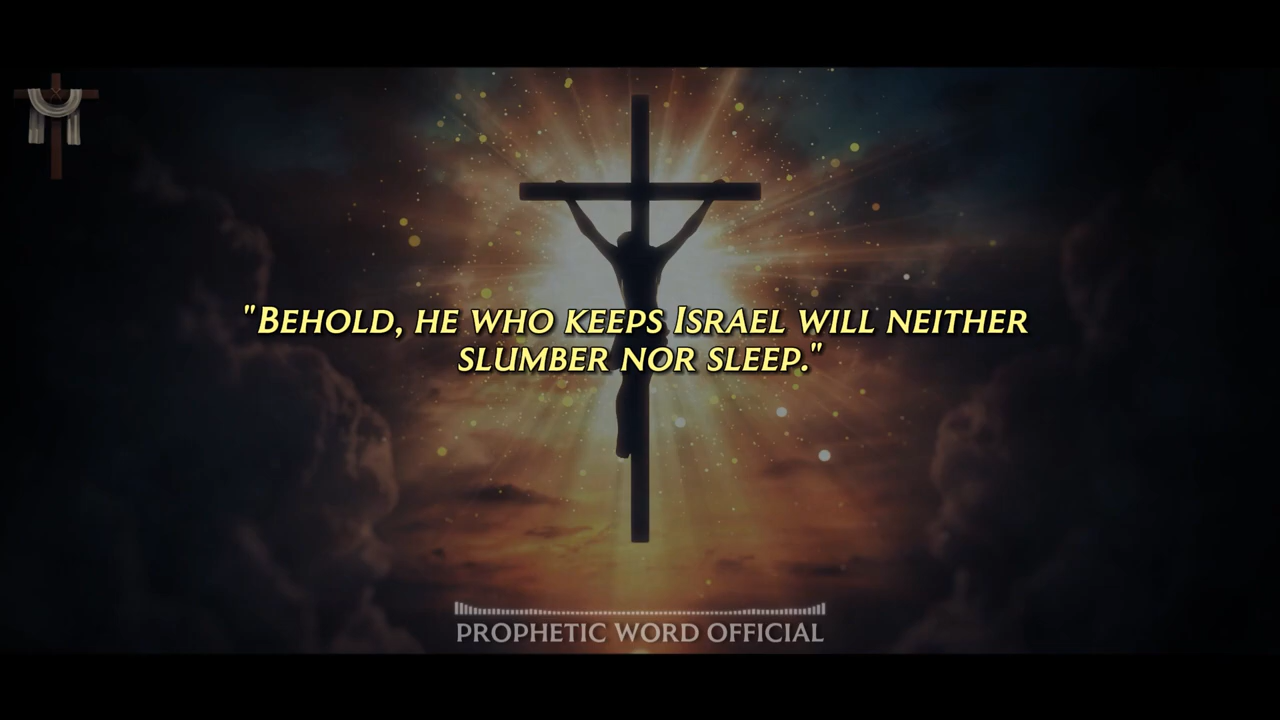 "Behold, he who keeps Israel will neither
slumber nor sleep."
PROPHETIC WORD OFFICIAL